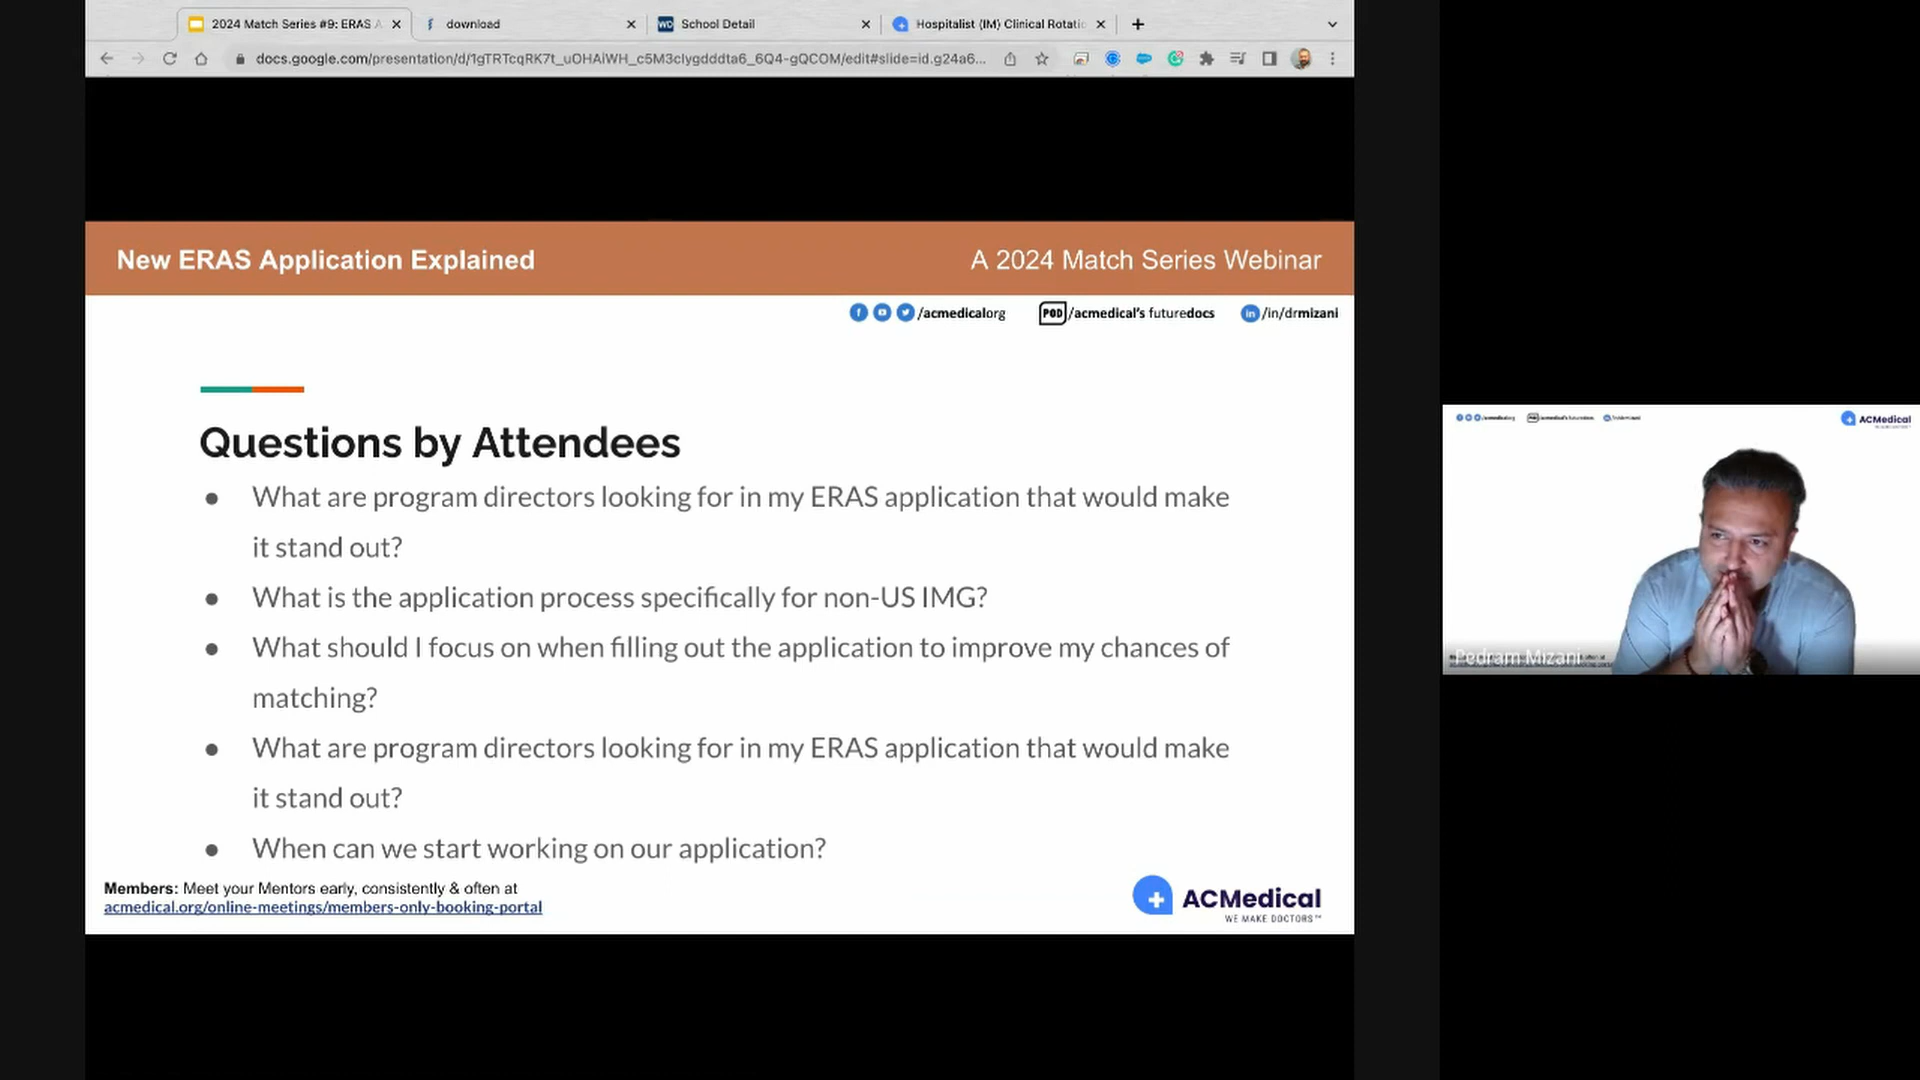 2024 Match Series #9: ERAS A
download
School Detail
Hospitalist (IM) Clinical Rotatio
docs.google.com/presentation/d/1gTRTcqRK7t_uOHAiWH_c5M3clygdddta6_6Q4-gQCOM/edit#slide=id.g24a6...
New ERAS Application Explained
A 2024 Match Series Webinar
/acmedicalorg
POD /acmedical's futuredocs
in /in/drmizani
Questions by Attendees
● What are program directors looking for in my ERAS application that would make
it stand out?
● What is the application process specifically for non-US IMG?
● What should I focus on when filling out the application to improve my chances of
matching?
● What are program directors looking for in my ERAS application that would make
it stand out?
● When can we start working on our application?
Members: Meet your Mentors early, consistently & often at
acmedical.org/online-meetings/members-only-booking-portal
ACMedical
WE MAKE DOCTORS™
ACMedical
Pedram Mizani